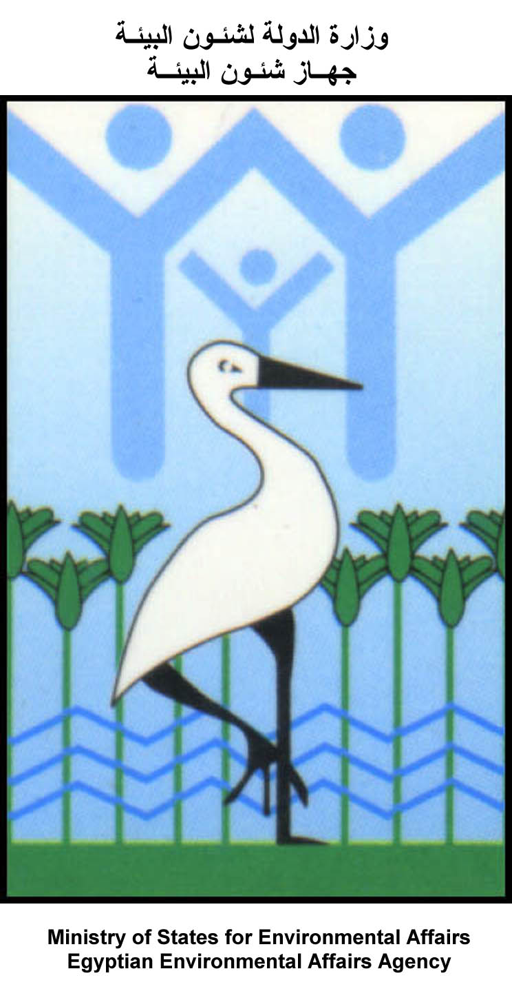 وزارة الدولة لشئون البيئة
جهاز شئون البيئة
Ministry of States for Environmental Affairs
Egyptian Environmental Affairs Agency